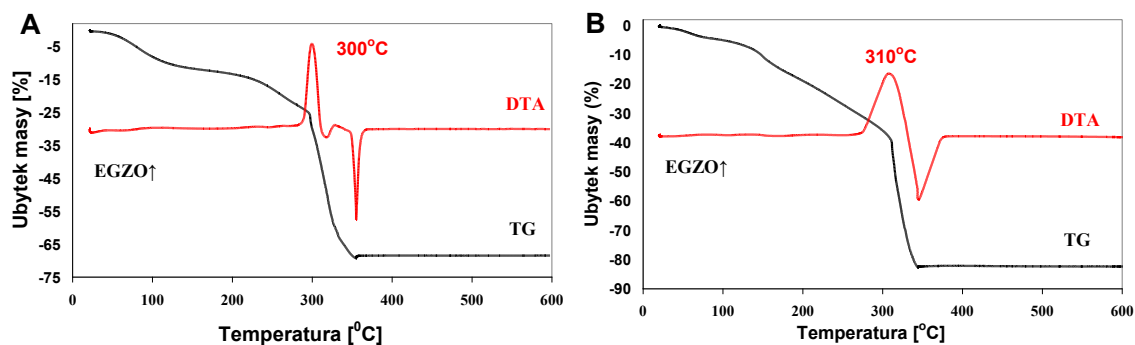 A
Ubytek masy [%]
-5
-15
-25
-35
-45
-55
-65
-75
300°C
DTA
EGZO↑
TG
0
100
200
300
400
500
600
Temperatura [⁰C]
B
Ubytek masy (%)
0
-10
-20
-30
-40
-50
-60
-70
-80
-90
310°C
DTA
EGZO↑
TG
0
100
200
300
400
500
600
Temperatura [°C]